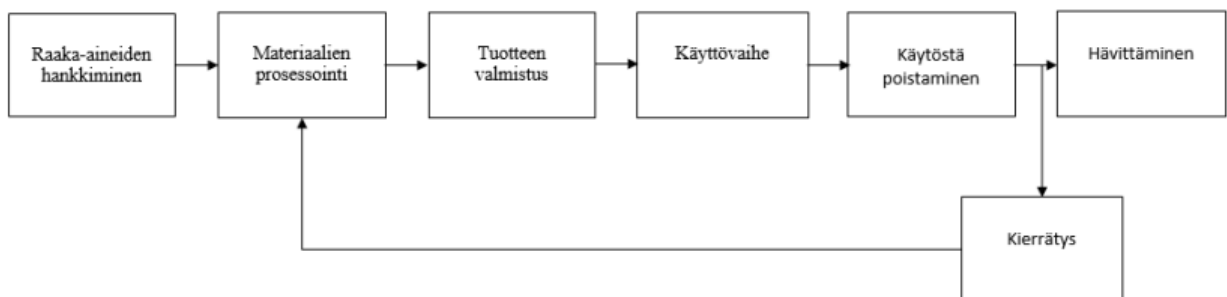 Raaka-aineiden
hankkiminen
Materiaalien
prosessointi
Tuotteen
valmistus
Käyttövaihe
Käytöstä
poistaminen
Hävittäminen
Kierrätys